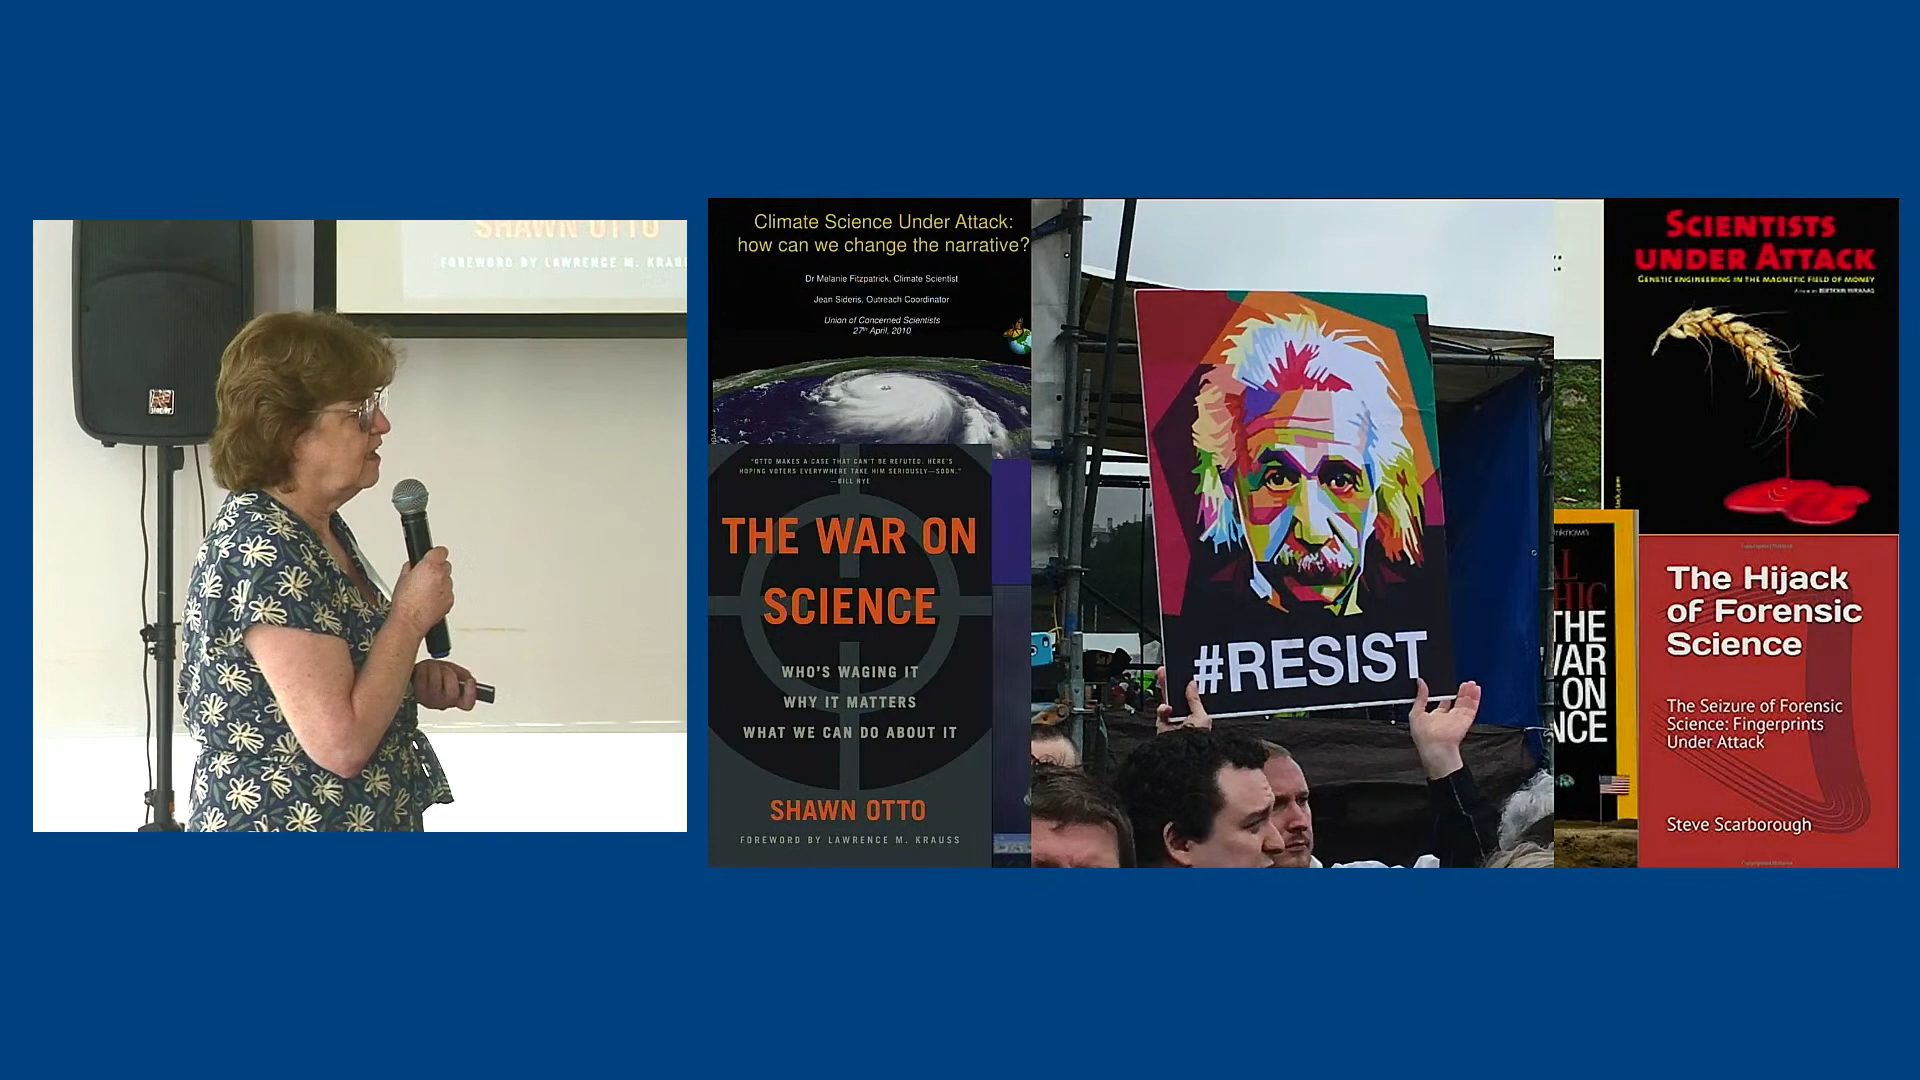 SHAWN OTTO
FOREWORD BY LAWRENCE M. KRAUS
Climate Science Under Attack:
how can we change the narrative?
Dr Melanie Fitzpatrick, Climate Scientist
Jean Sideris, Outreach Coordinator
Union of Concerned Scientists
27th April, 2010
"OTTO MAKES A CASE THAT CAN'T BE REFUTED. HERE'S
HOPING VOTERS EVERYWHERE TAKE HIM SERIOUSLY—SOON."
—BILL NYE
THE WAR ON
SCIENCE
WHO'S WAGING IT
WHY IT MATTERS
WHAT WE CAN DO ABOUT IT
SHAWN OTTO
FOREWORD BY LAWRENCE M. KRAUSS
#RESIST
SCIENTISTS
UNDER ATTACK
GENETIC ENGINEERING IN THE MAGNETIC FIELD OF MONEY
THE
WAR
ON
NCE
The Hijack
of Forensic
Science
The Seizure of Forensic
Science: Fingerprints
Under Attack
Steve Scarborough